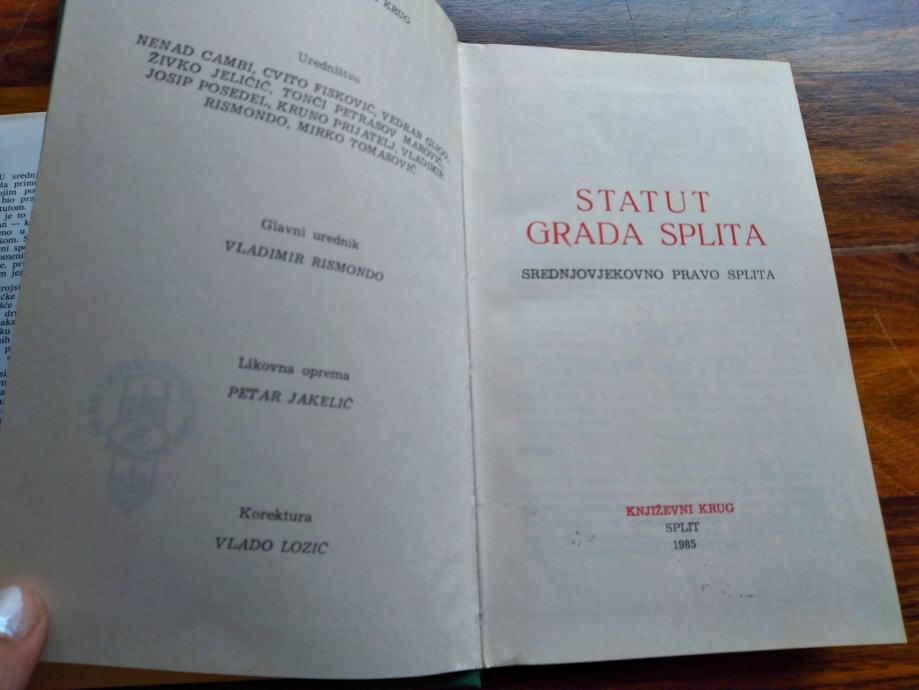 KRUG
Uredništvo
NENAD CAMBI, CVITO FISKOVIĆ, VEDRAN GLIGO,
ŽIVKO JELIČIĆ, TONČI PETRASOV MAROVIĆ,
JOSIP POSEDEL, KRUNO PRIJATELJ, VLADIMIR
RISMONDO, MIRKO TOMASOVIĆ
Glavni urednik
VLADIMIR RISMONDO
Likovna oprema
PETAR JAKELIĆ
Korektura
VLADO LOZIĆ
STATUT
GRADA SPLITA
SREDNJOVJEKOVNO PRAVO SPLITA
KNJIŽEVNI KRUG
SPLIT
1985